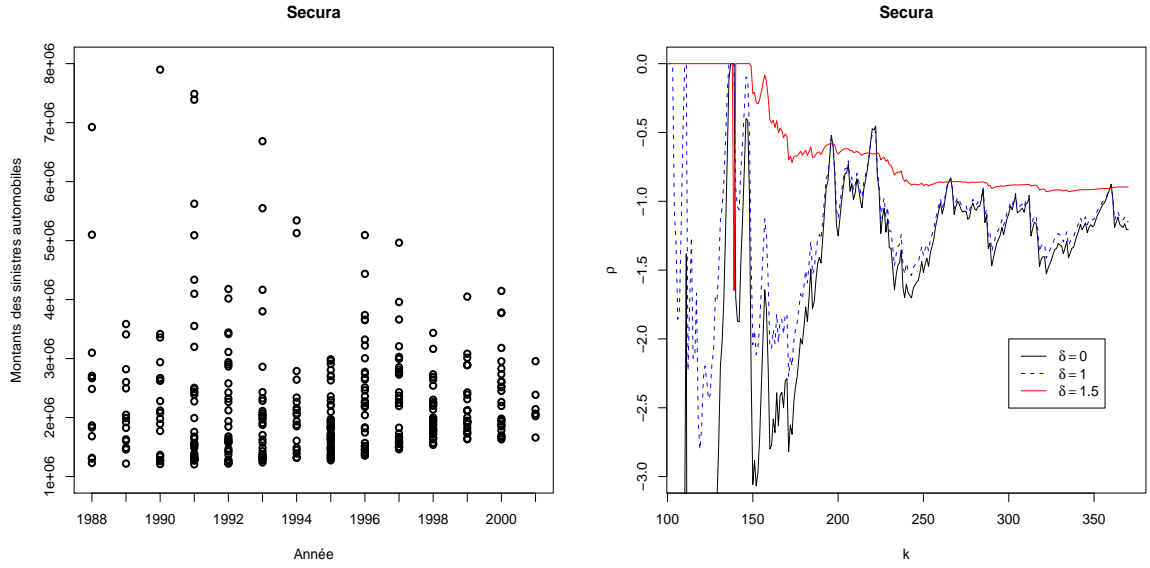 Secura
Montants des sinistres automobiles
8e+06
7e+06
6e+06
5e+06
4e+06
3e+06
2e+06
1e+06
1988 1990 1992 1994 1996 1998 2000
Année
Secura
ρ
0.0
−0.5
−1.0
−1.5
−2.0
−2.5
−3.0
100 150 200 250 300 350
k
δ = 0
δ = 1
δ = 1.5